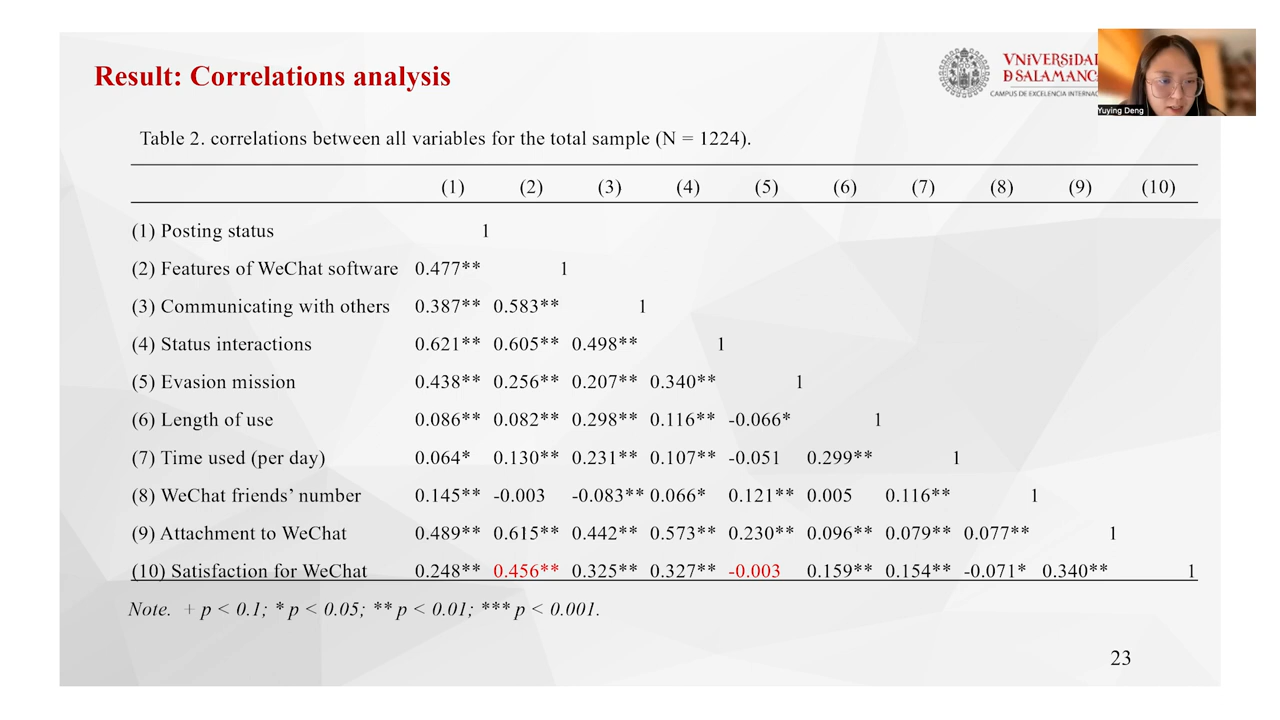 Result: Correlations analysis
VNiVERSiDAD
D SALAMANCA
CAMPUS DE EXCELENCIA INTERNAC
Yuying Deng
Table 2. correlations between all variables for the total sample (N = 1224).
(1) (2) (3) (4) (5) (6) (7) (8) (9) (10)
(1) Posting status 1
(2) Features of WeChat software 0.477** 1
(3) Communicating with others 0.387** 0.583** 1
(4) Status interactions 0.621** 0.605** 0.498** 1
(5) Evasion mission 0.438** 0.256** 0.207** 0.340** 1
(6) Length of use 0.086** 0.082** 0.298** 0.116** -0.066* 1
(7) Time used (per day) 0.064* 0.130** 0.231** 0.107** -0.051 0.299** 1
(8) WeChat friends’ number 0.145** -0.003 -0.083** 0.066* 0.121** 0.005 0.116** 1
(9) Attachment to WeChat 0.489** 0.615** 0.442** 0.573** 0.230** 0.096** 0.079** 0.077** 1
(10) Satisfaction for WeChat 0.248** 0.456** 0.325** 0.327** -0.003 0.159** 0.154** -0.071* 0.340** 1
Note. + p < 0.1; * p < 0.05; ** p < 0.01; *** p < 0.001.
23